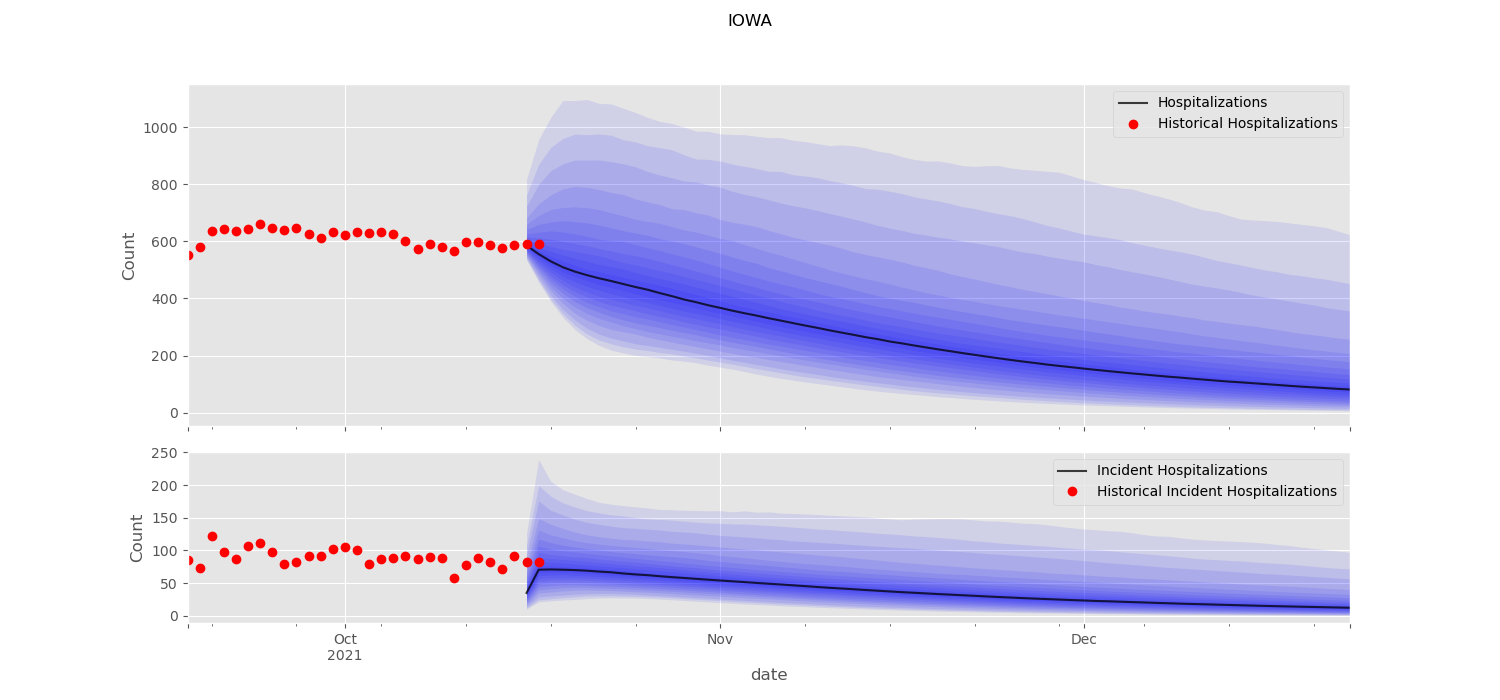 IOWA
Count
1000
800
600
400
200
0
Hospitalizations
Historical Hospitalizations
Count
250
200
150
100
50
0
Incident Hospitalizations
Historical Incident Hospitalizations
Oct
2021
Nov
Dec
date